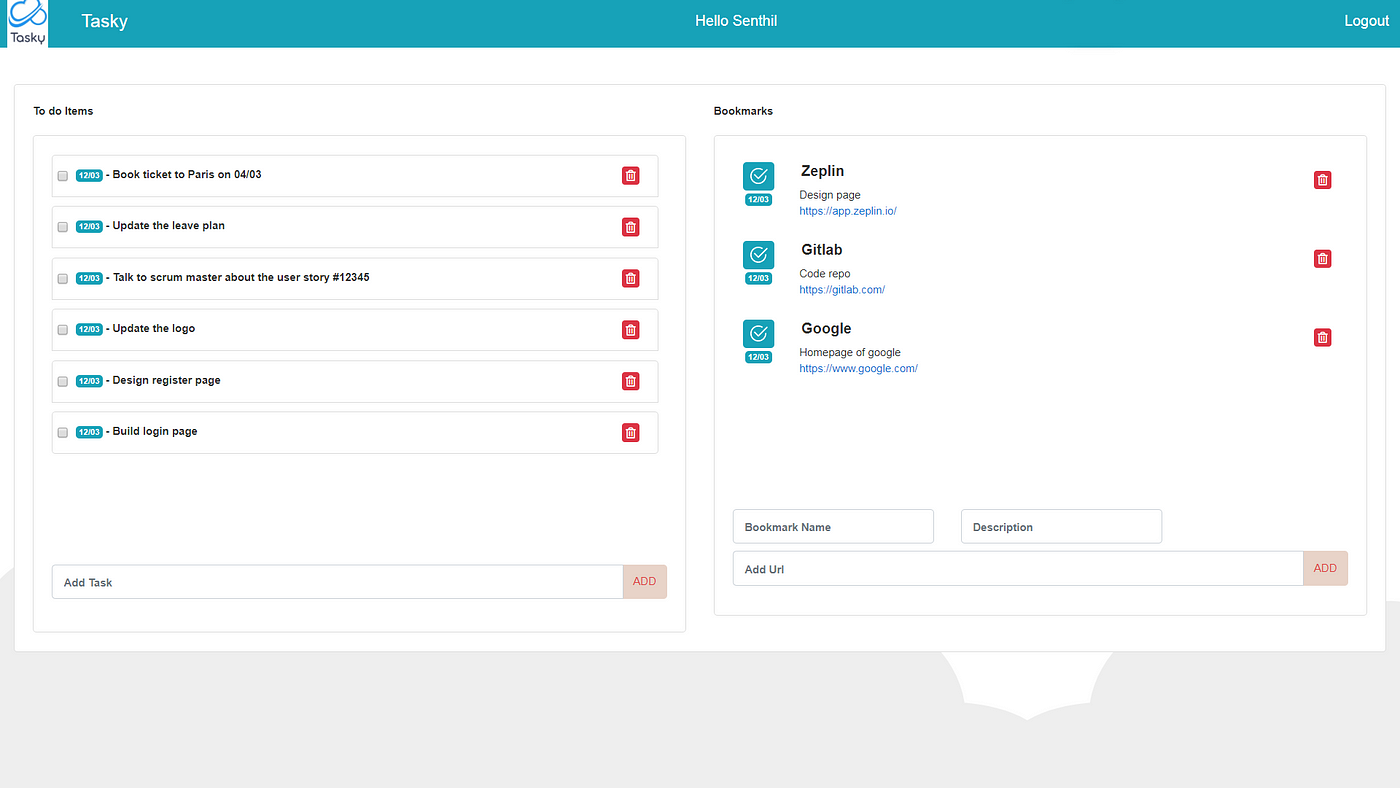 Tasky
Tasky
Hello Senthil
Logout
To do Items
12/03 - Book ticket to Paris on 04/03
12/03 - Update the leave plan
12/03 - Talk to scrum master about the user story #12345
12/03 - Update the logo
12/03 - Design register page
12/03 - Build login page
Add Task
ADD
Bookmarks
Zeplin
12/03
Design page
https://app.zeplin.io/
Gitlab
12/03
Code repo
https://gitlab.com/
Google
12/03
Homepage of google
https://www.google.com/
Bookmark Name
Description
Add Url
ADD